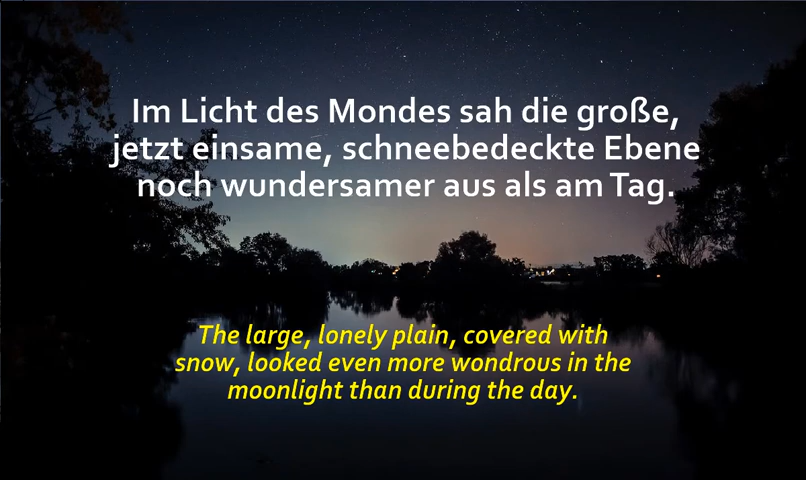 Im Licht des Mondes sah die große,
jetzt einsame, schneebedeckte Ebene
noch wundersamer aus als am Tag.
The large, lonely plain, covered with
snow, looked even more wondrous in the
moonlight than during the day.